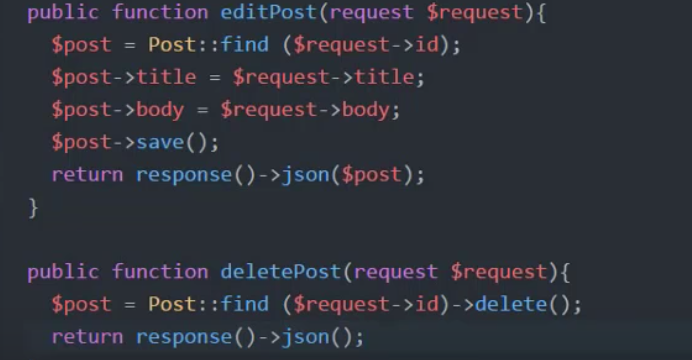 public function editPost(request $request){
$post = Post::find ($request->id);
$post->title = $request->title;
$post->body = $request->body;
$post->save();
return response()->json($post);
}
public function deletePost(request $request){
$post = Post::find ($request->id)->delete();
return response()->json();